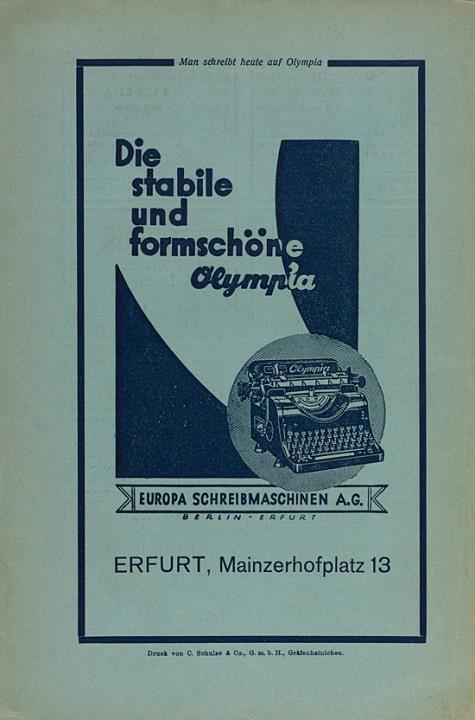 Man schreibt heute auf Olympia
Die
stabile
und
formschöne
Olympia
Olympia
EUROPA SCHREIBMASCHINEN A.G.
BERLIN - ERFURT
ERFURT, Mainzerhofplatz 13
Druck von C. Schulze & Co., G. m. b. H., Gräfenhainichen.